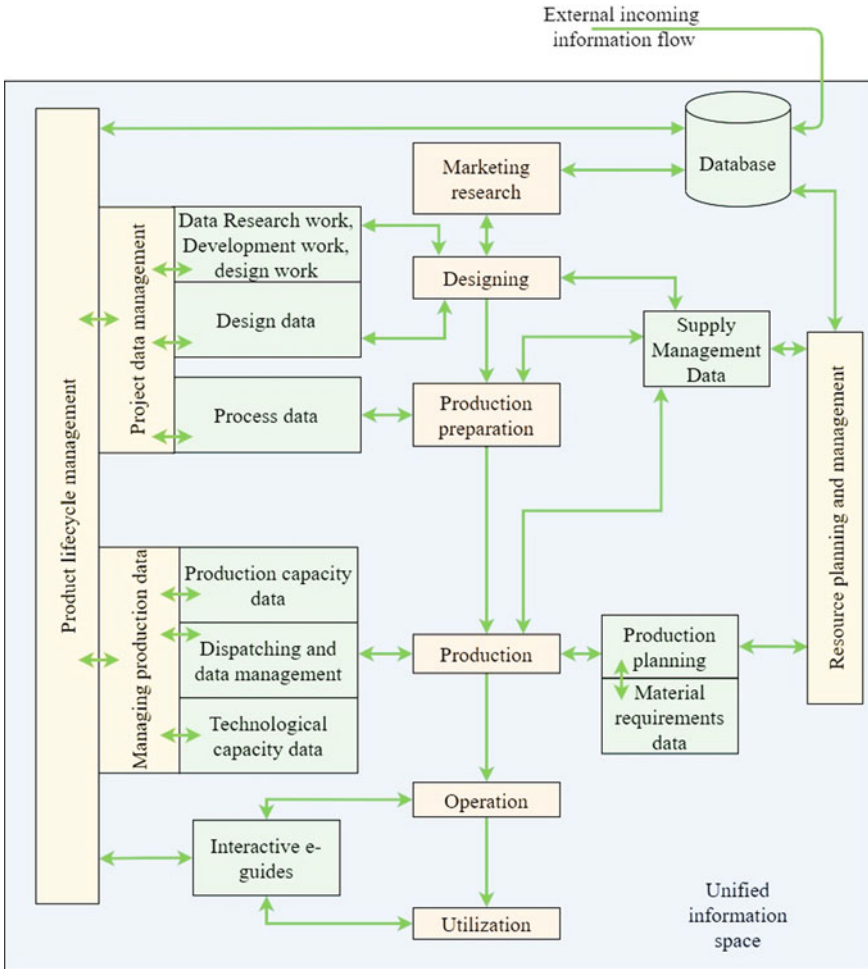 External incoming
information flow
Database
Marketing
research
Data Research work,
Development work,
design work
Designing
Design data
Supply
Management
Data
Project data management
Process data
Production
preparation
Product lifecycle management
Resource planning and management
Managing production data
Production capacity
data
Dispatching and
data management
Production
Production
planning
Material
requirements
data
Technological
capacity data
Operation
Interactive e-
guides
Utilization
Unified
information
space